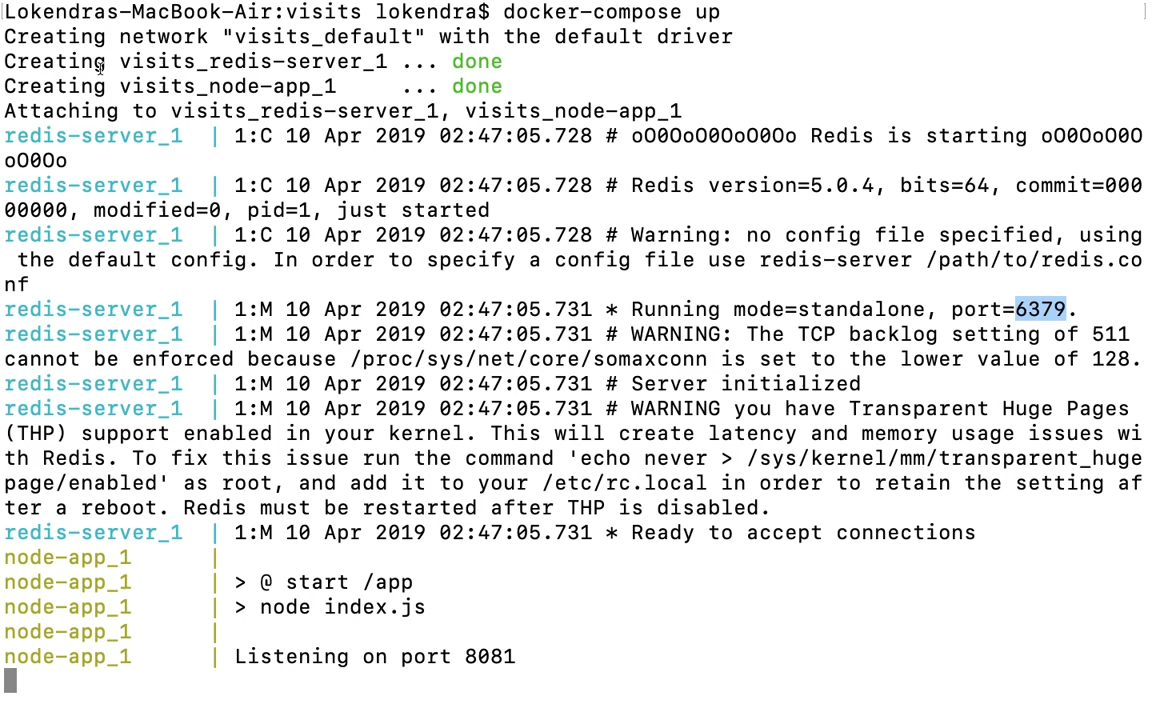 Lokendras-MacBook-Air:visits lokendra$ docker-compose up
Creating network "visits_default" with the default driver
Creating visits_redis-server_1 ... done
Creating visits_node-app_1     ... done
Attaching to visits_redis-server_1, visits_node-app_1
redis-server_1  | 1:C 10 Apr 2019 02:47:05.728 # oO0OoO0OoO0Oo Redis is starting oO0OoO0O
oO0Oo
redis-server_1  | 1:C 10 Apr 2019 02:47:05.728 # Redis version=5.0.4, bits=64, commit=000
00000, modified=0, pid=1, just started
redis-server_1  | 1:C 10 Apr 2019 02:47:05.728 # Warning: no config file specified, using
 the default config. In order to specify a config file use redis-server /path/to/redis.co
nf
redis-server_1  | 1:M 10 Apr 2019 02:47:05.731 * Running mode=standalone, port=6379.
redis-server_1  | 1:M 10 Apr 2019 02:47:05.731 # WARNING: The TCP backlog setting of 511
cannot be enforced because /proc/sys/net/core/somaxconn is set to the lower value of 128.
redis-server_1  | 1:M 10 Apr 2019 02:47:05.731 # Server initialized
redis-server_1  | 1:M 10 Apr 2019 02:47:05.731 # WARNING you have Transparent Huge Pages
(THP) support enabled in your kernel. This will create latency and memory usage issues wi
th Redis. To fix this issue run the command 'echo never > /sys/kernel/mm/transparent_huge
page/enabled' as root, and add it to your /etc/rc.local in order to retain the setting af
ter a reboot. Redis must be restarted after THP is disabled.
redis-server_1  | 1:M 10 Apr 2019 02:47:05.731 * Ready to accept connections
node-app_1      |
node-app_1      | > @ start /app
node-app_1      | > node index.js
node-app_1      |
node-app_1      | Listening on port 8081